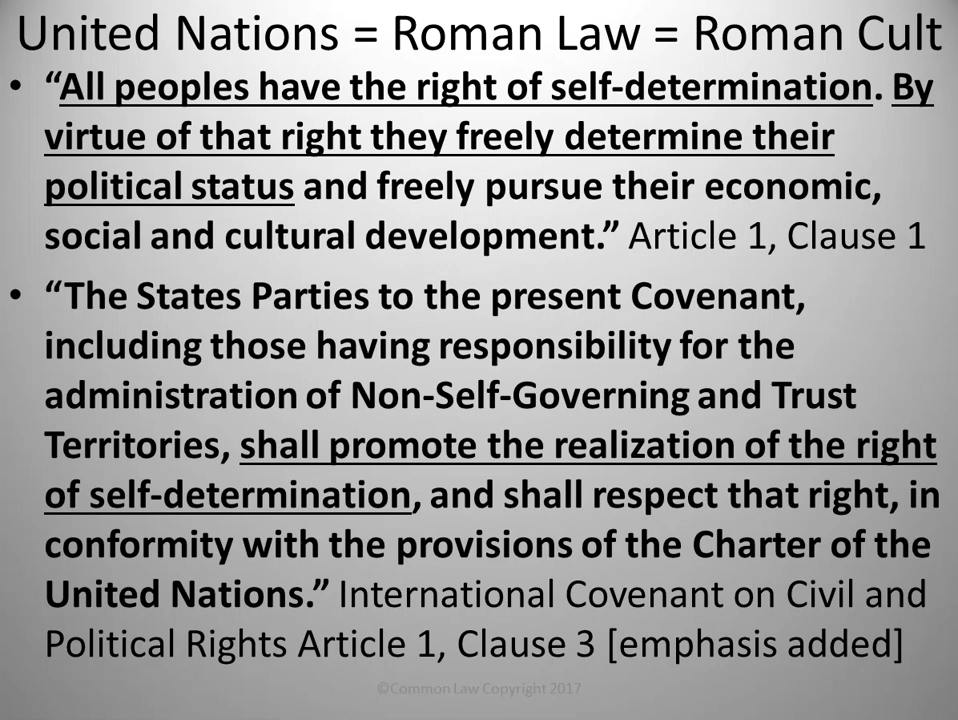 United Nations = Roman Law = Roman Cult
• “All peoples have the right of self-determination. By
virtue of that right they freely determine their
political status and freely pursue their economic,
social and cultural development.” Article 1, Clause 1
• “The States Parties to the present Covenant,
including those having responsibility for the
administration of Non-Self-Governing and Trust
Territories, shall promote the realization of the right
of self-determination, and shall respect that right, in
conformity with the provisions of the Charter of the
United Nations.” International Covenant on Civil and
Political Rights Article 1, Clause 3 [emphasis added]
©Common Law Copyright 2017